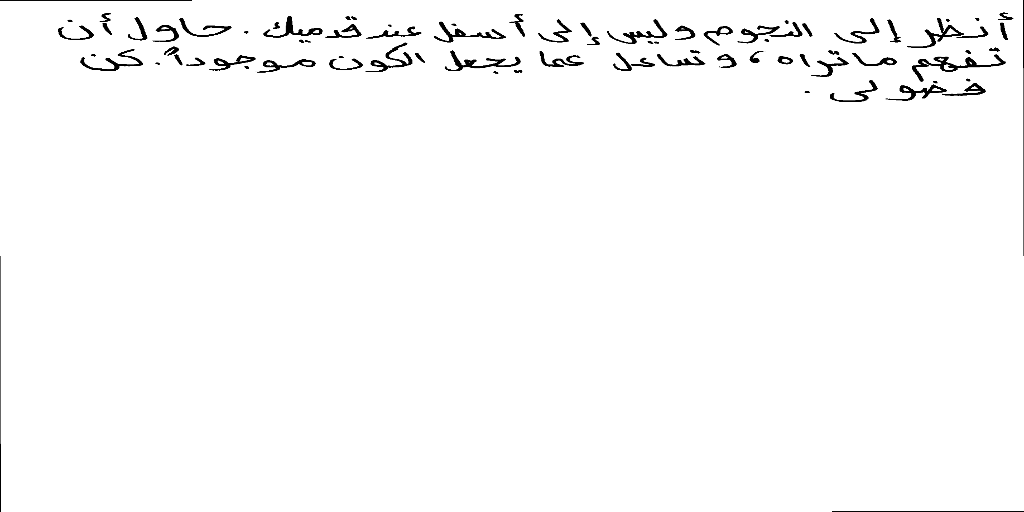 أنظر إلى النجوم وليس إلى أسفل عند قدميك. حاول أن
تفهم ما تراه، وتساءل عما يجعل الكون موجوداً. كن
فضولى.